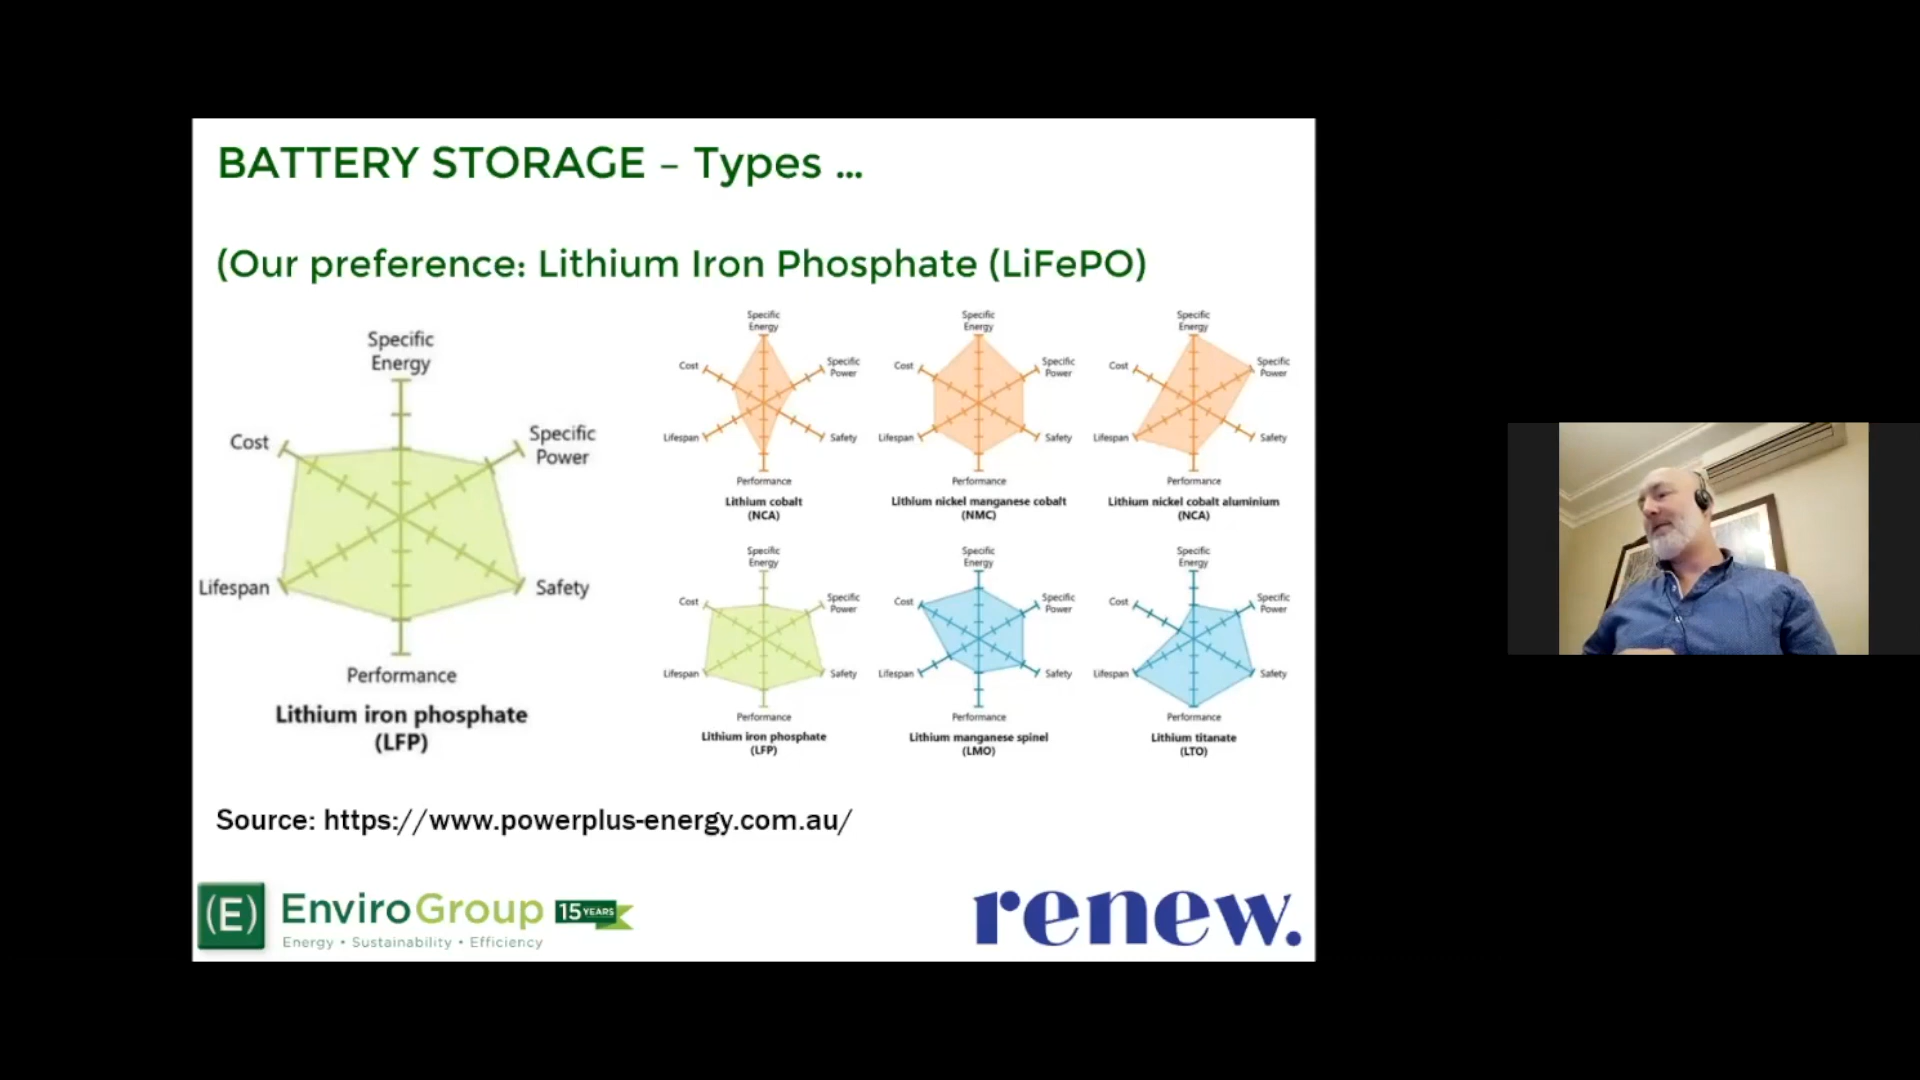 BATTERY STORAGE – Types ...
(Our preference: Lithium Iron Phosphate (LiFePO)
Specific
Energy
Cost
Specific
Power
Lifespan
Safety
Performance
Lithium iron phosphate
(LFP)
Specific
Energy
Cost
Specific
Power
Lifespan
Safety
Performance
Lithium cobalt
(NCA)
Specific
Energy
Cost
Specific
Power
Lifespan
Safety
Performance
Lithium nickel manganese cobalt
(NMC)
Specific
Energy
Cost
Specific
Power
Lifespan
Safety
Performance
Lithium nickel cobalt aluminium
(NCA)
Specific
Energy
Cost
Specific
Power
Lifespan
Safety
Performance
Lithium iron phosphate
(LFP)
Specific
Energy
Cost
Specific
Power
Lifespan
Safety
Performance
Lithium manganese spinel
(LMO)
Specific
Energy
Cost
Specific
Power
Lifespan
Safety
Performance
Lithium titanate
(LTO)
Source: https://www.powerplus-energy.com.au/
(E) EnviroGroup 15 YEARS
Energy • Sustainability • Efficiency
renew.